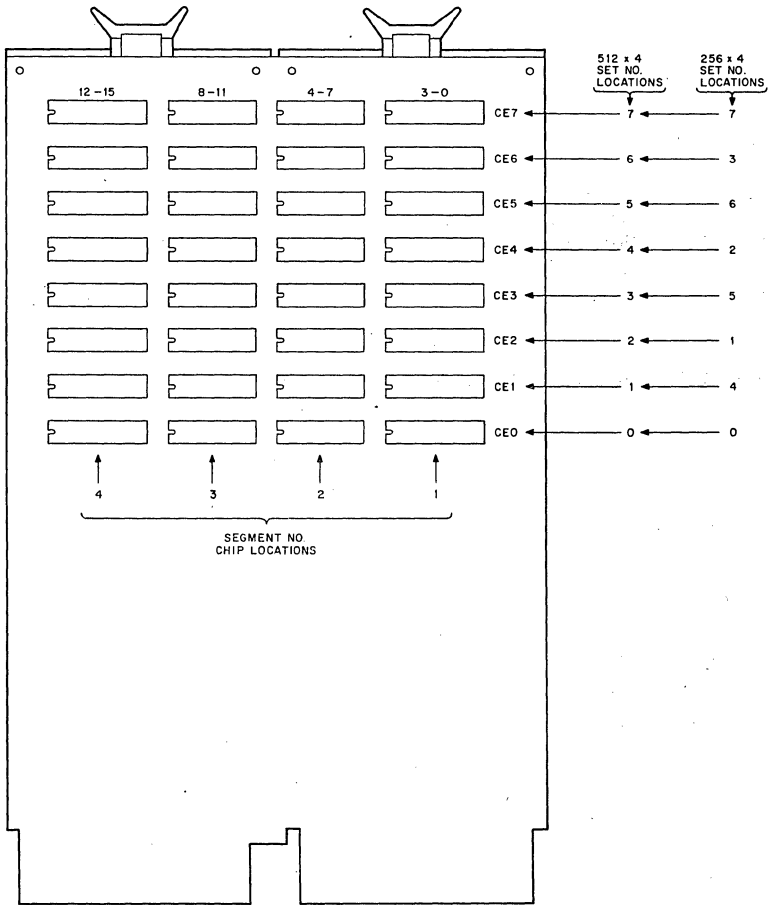 512 x 4 256 x 4
SET NO. SET NO.
LOCATIONS LOCATIONS
12-15 8-11 4-7 3-0
CE7 7 7
CE6 6 3
CE5 5 6
CE4 4 2
CE3 3 5
CE2 2 1
CE1 1 4
CE0 0 0
4 3 2 1
SEGMENT NO.
CHIP LOCATIONS